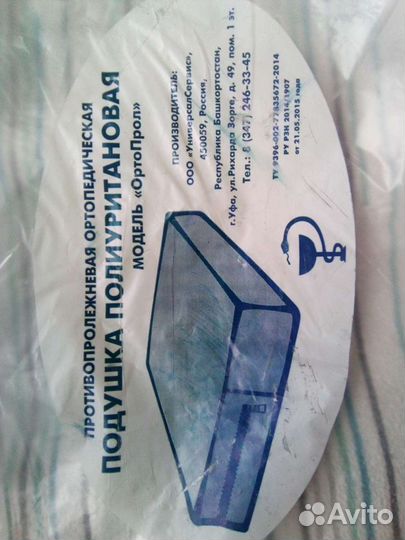 ПРОТИВОПРОЛЕЖНЕВАЯ ОРТОПЕДИЧЕСКАЯ
ПОДУШКА ПОЛИУРИТАНОВАЯ
МОДЕЛЬ «ОртоПрол»
ПРОИЗВОДИТЕЛЬ:
ООО «УниверсалСервис»,
450059, Россия,
Республика Башкортостан,
г.Уфа, ул.Рихарда Зорге, д. 49, пом. 1 эт.
Тел.: 8 (347) 246-33-45
ТУ 9396-002-77835672-2014
РУ РЗН 2014/1907
от 21.05.2015 года
Avito